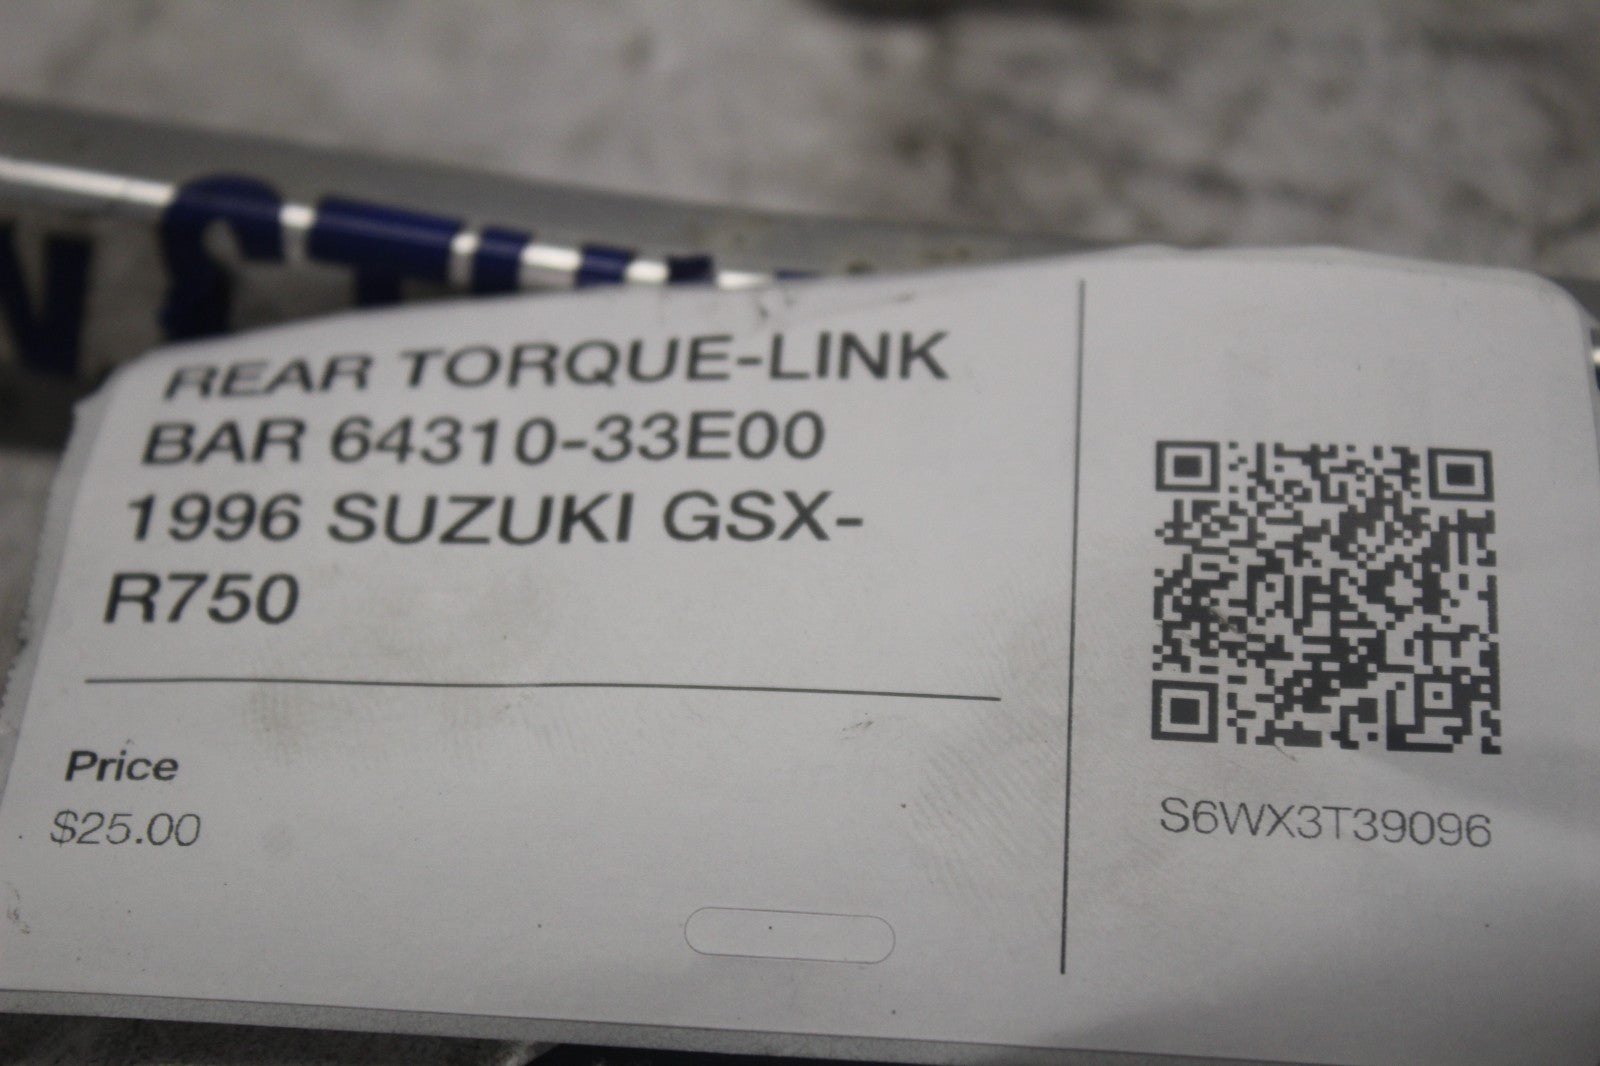 REAR TORQUE-LINK
BAR 64310-33E00
1996 SUZUKI GSX-
R750
Price
$25.00
S6WX3T39096